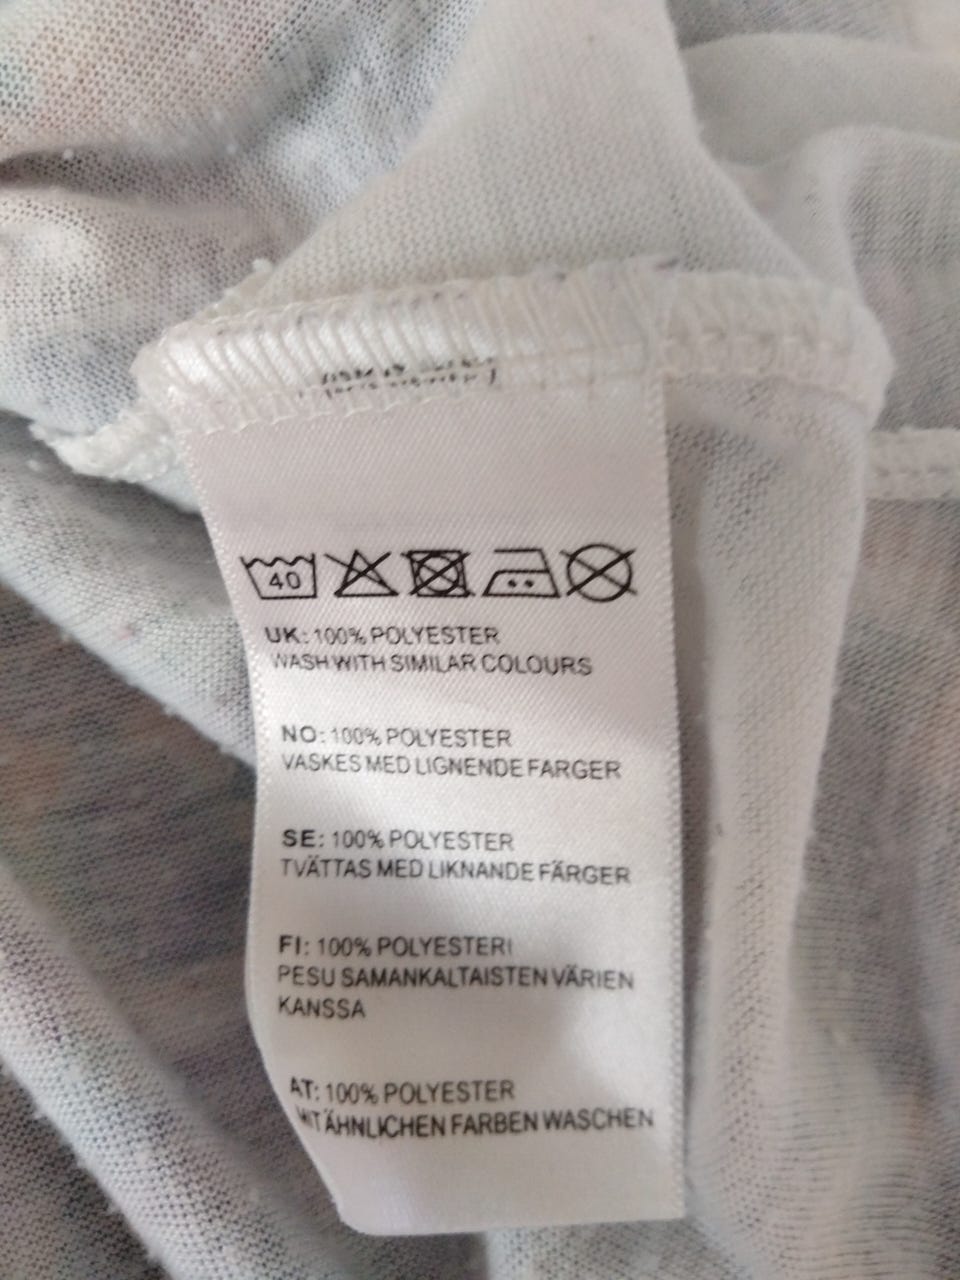 40
UK: 100% POLYESTER
WASH WITH SIMILAR COLOURS
NO: 100% POLYESTER
VASKES MED LIGNENDE FARGER
SE: 100% POLYESTER
TVÄTTAS MED LIKNANDE FÄRGER
FI: 100% POLYESTERI
PESU SAMANKALTAISTEN VÄRIEN
KANSSA
AT: 100% POLYESTER
MIT ÄHNLICHEN FARBEN WASCHEN